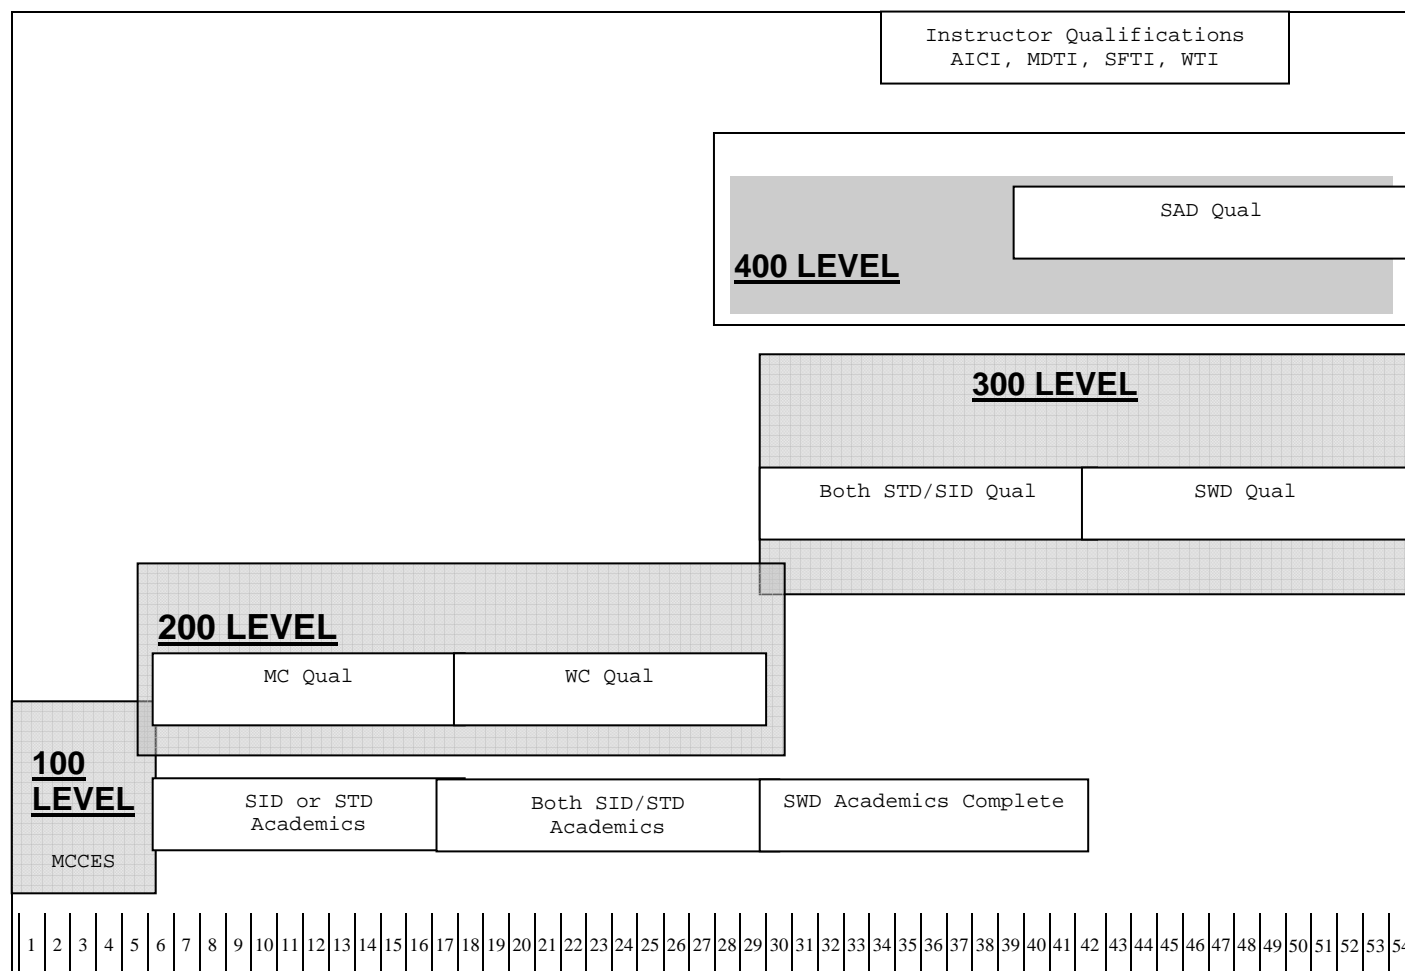 Instructor Qualifications
AICI, MDTI, SFTI, WTI
SAD Qual
400 LEVEL
300 LEVEL
Both STD/SID Qual
SWD Qual
200 LEVEL
MC Qual
WC Qual
100
LEVEL
MCCES
SID or STD
Academics
Both SID/STD
Academics
SWD Academics Complete
1 2 3 4 5 6 7 8 9 10 11 12 13 14 15 16 17 18 19 20 21 22 23 24 25 26 27 28 29 30 31 32 33 34 35 36 37 38 39 40 41 42 43 44 45 46 47 48 49 50 51 52 53 54